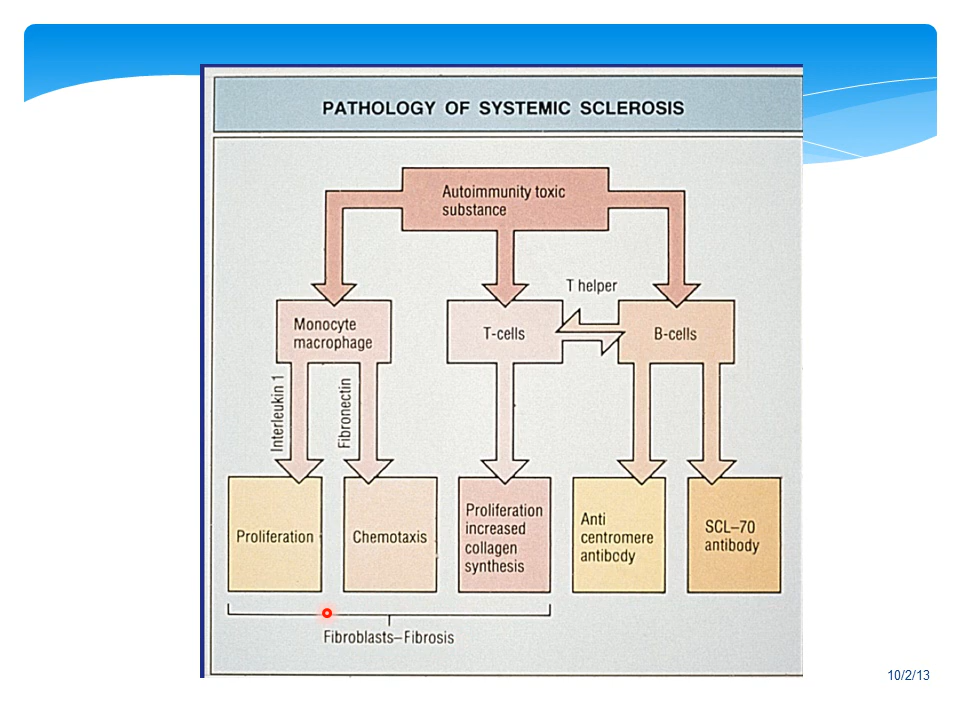 PATHOLOGY OF SYSTEMIC SCLEROSIS
Autoimmunity toxic
substance
T helper
Monocyte
macrophage
T-cells
B-cells
Interleukin 1
Fibronectin
Proliferation
Chemotaxis
Proliferation
increased
collagen
synthesis
Anti
centromere
antibody
SCL–70
antibody
Fibroblasts–Fibrosis
10/2/13